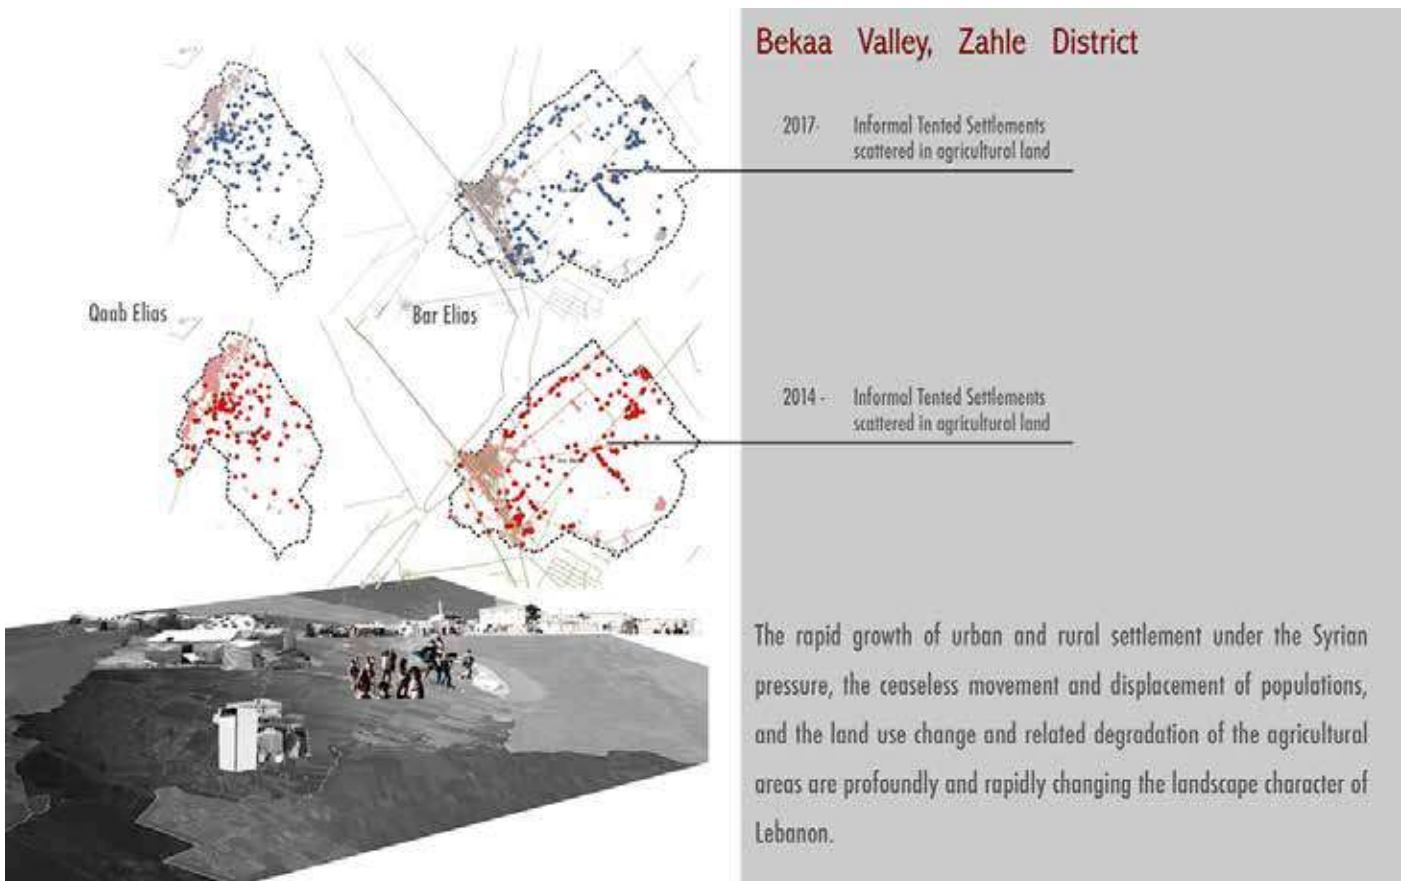 Bekaa Valley, Zahle District
2017- Informal Tented Settlements
scattered in agricultural land
Qaab Elias
Bar Elias
2014 - Informal Tented Settlements
scattered in agricultural land
The rapid growth of urban and rural settlement under the Syrian
pressure, the ceaseless movement and displacement of populations,
and the land use change and related degradation of the agricultural
areas are profoundly and rapidly changing the landscape character of
Lebanon.